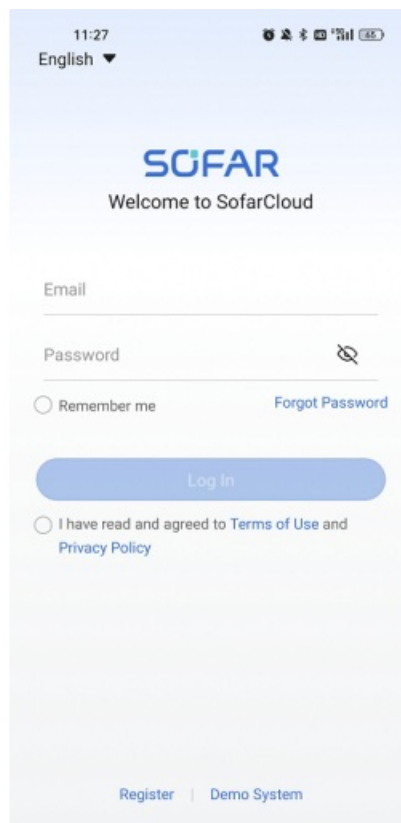 11:27
65
English
SOFAR
Welcome to SofarCloud
Email
Password
Remember me
Forgot Password
Log In
I have read and agreed to Terms of Use and
Privacy Policy
Register | Demo System